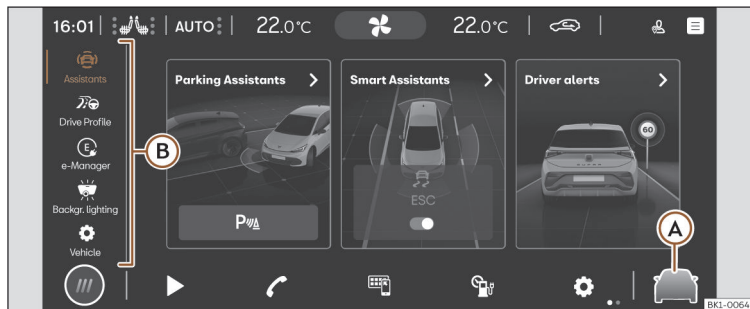 16:01
AUTO
22.0°C
22.0°C
Assistants
Drive Profile
E
e-Manager
Backgr. lighting
Vehicle
B
Parking Assistants
P
Smart Assistants
ESC
Driver alerts
60
A
BK1-0064